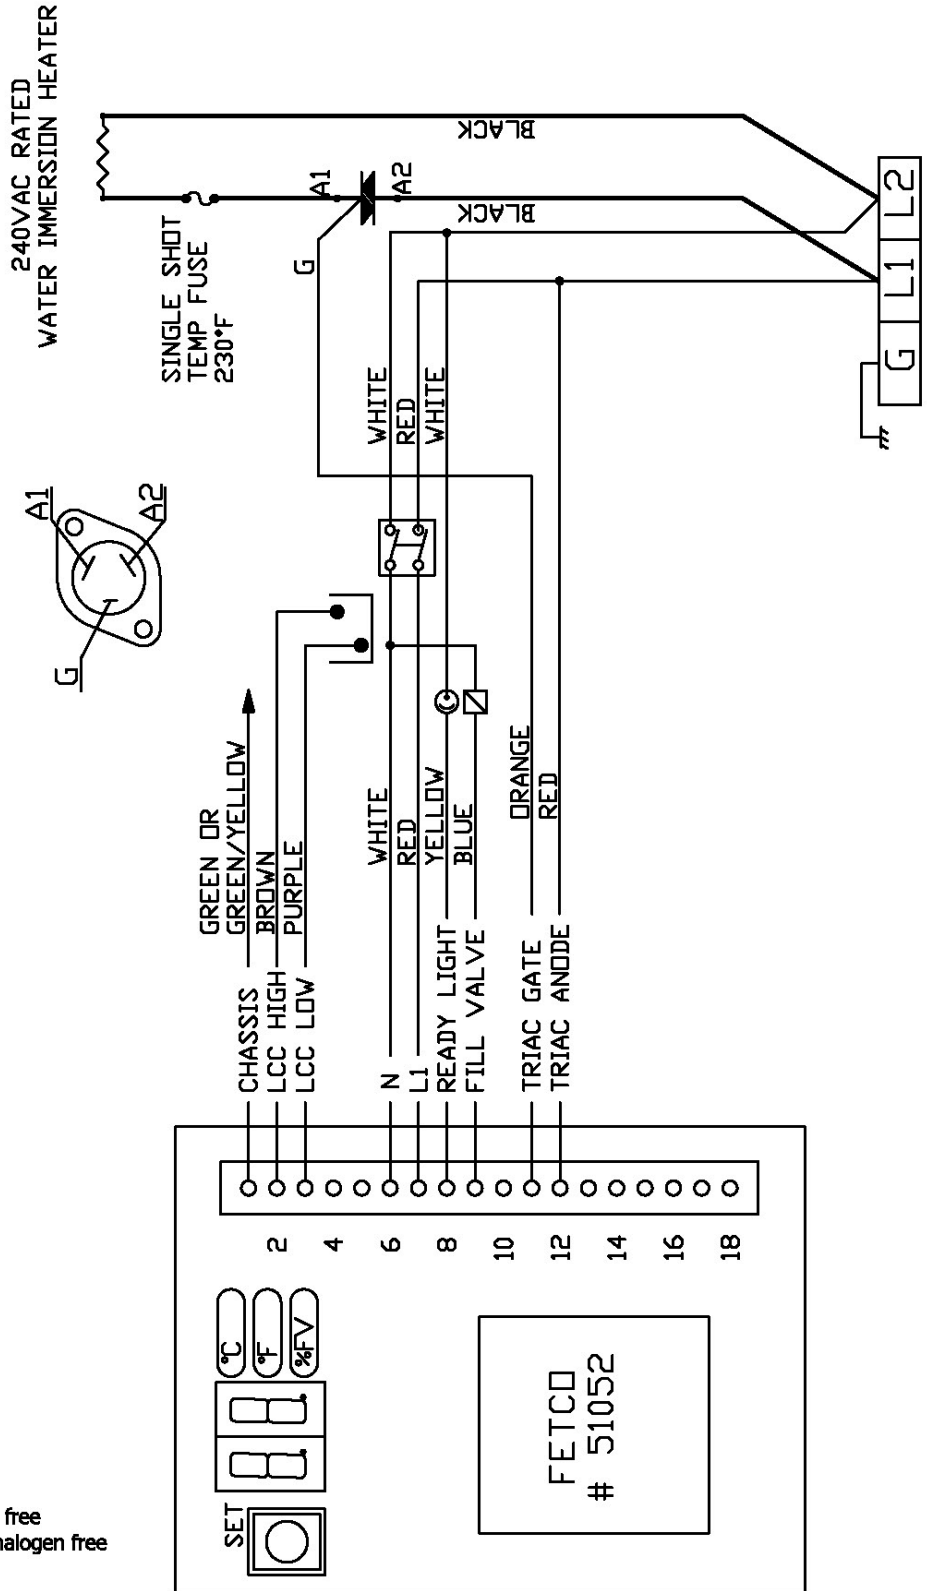 240VAC RATED
WATER IMMERSION HEATER
BLACK
A1
A2
BLACK
SINGLE SHOT
TEMP FUSE
230°F
G
L2
L1
G
WHITE
RED
WHITE
A1
A2
G
GREEN OR
GREEN/YELLOW
BROWN
PURPLE
WHITE
RED
YELLOW
BLUE
ORANGE
RED
CHASSIS
LCC HIGH
LCC LOW
N
L1
READY LIGHT
FILL VALVE
TRIAC GATE
TRIAC ANODE
2
4
6
8
10
12
14
16
18
°C
°F
%FV
8
8.
SET
FETCO
# 51052
free
halogen free